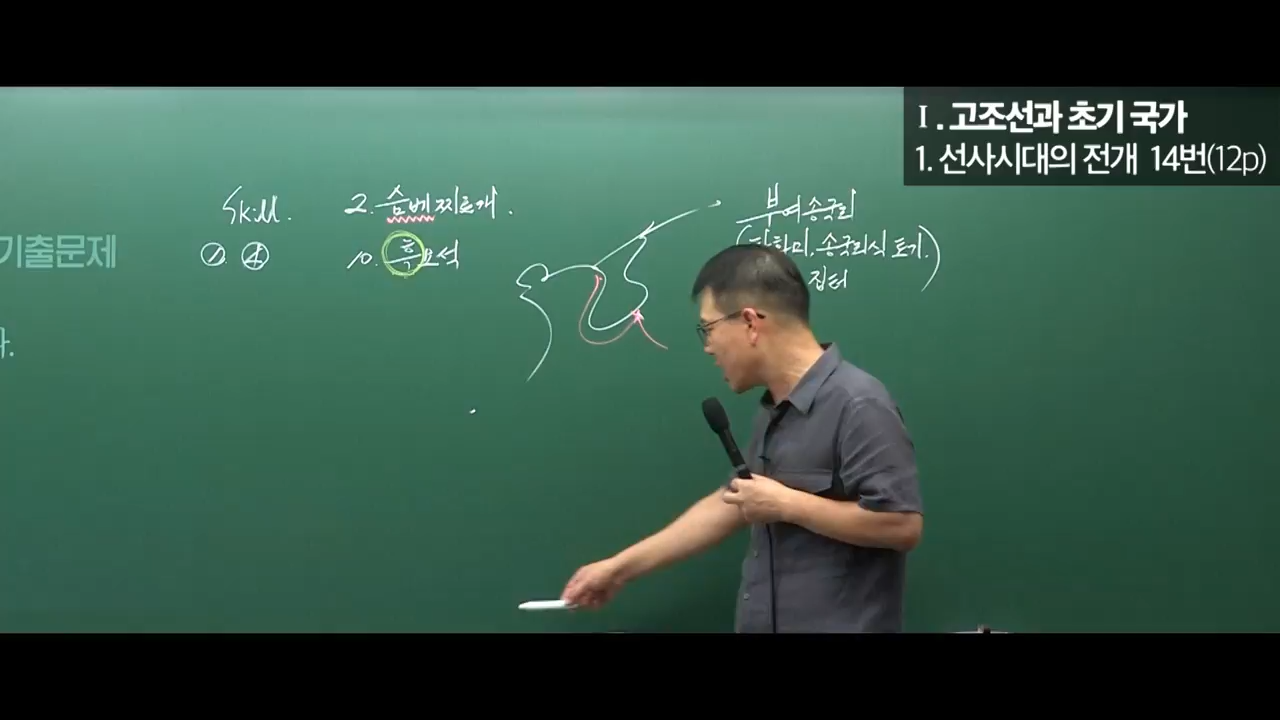 Ⅰ. 고조선과 초기 국가
1. 선사시대의 전개 14번(12p)
기출문제
다.
Skill.
① ④
2. 슴베찌르개.
10. 흑요석
부여송국리
송국리식 토기.)
집터